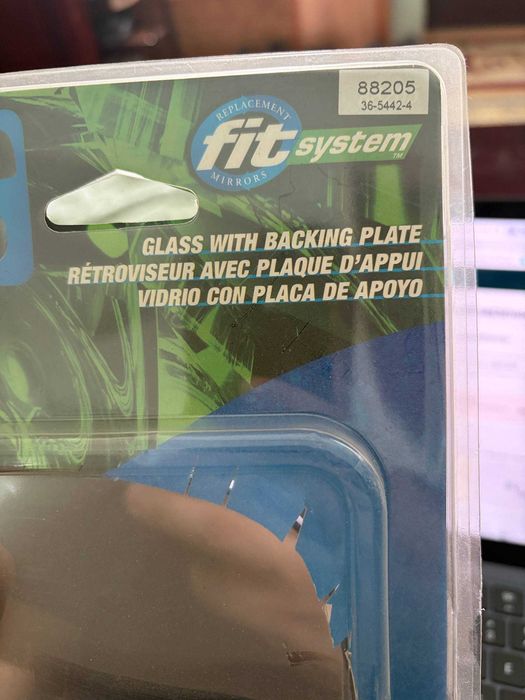 88205
36-5442-4
REPLACEMENT
fit system™
MIRRORS
GLASS WITH BACKING PLATE
RÉTROVISEUR AVEC PLAQUE D'APPUI
VIDRIO CON PLACA DE APOYO